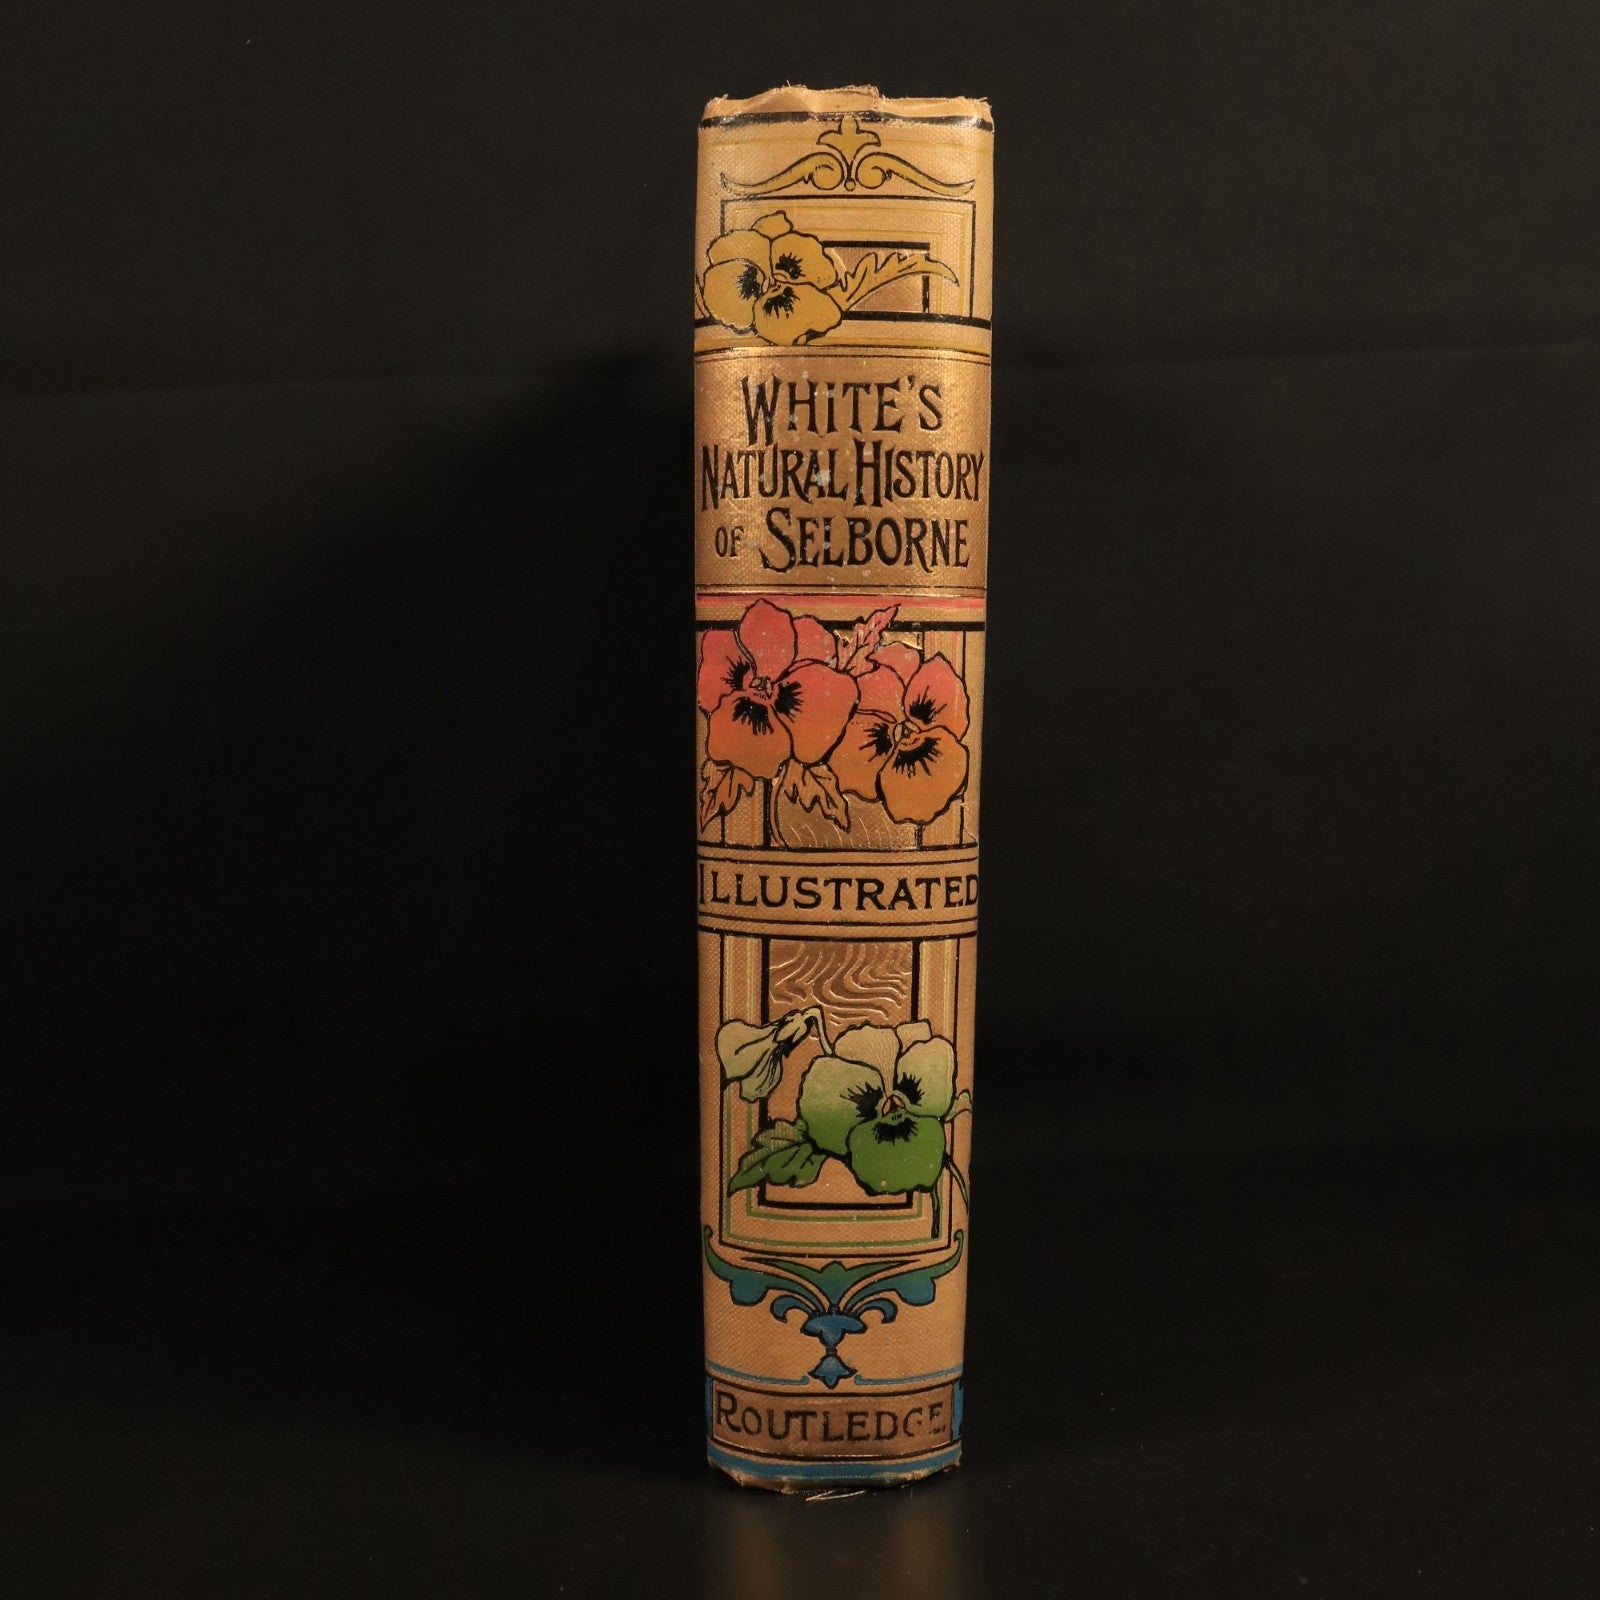 WHITE'S
NATURAL HISTORY
OF SELBORNE
ILLUSTRATED
ROUTLEDGE